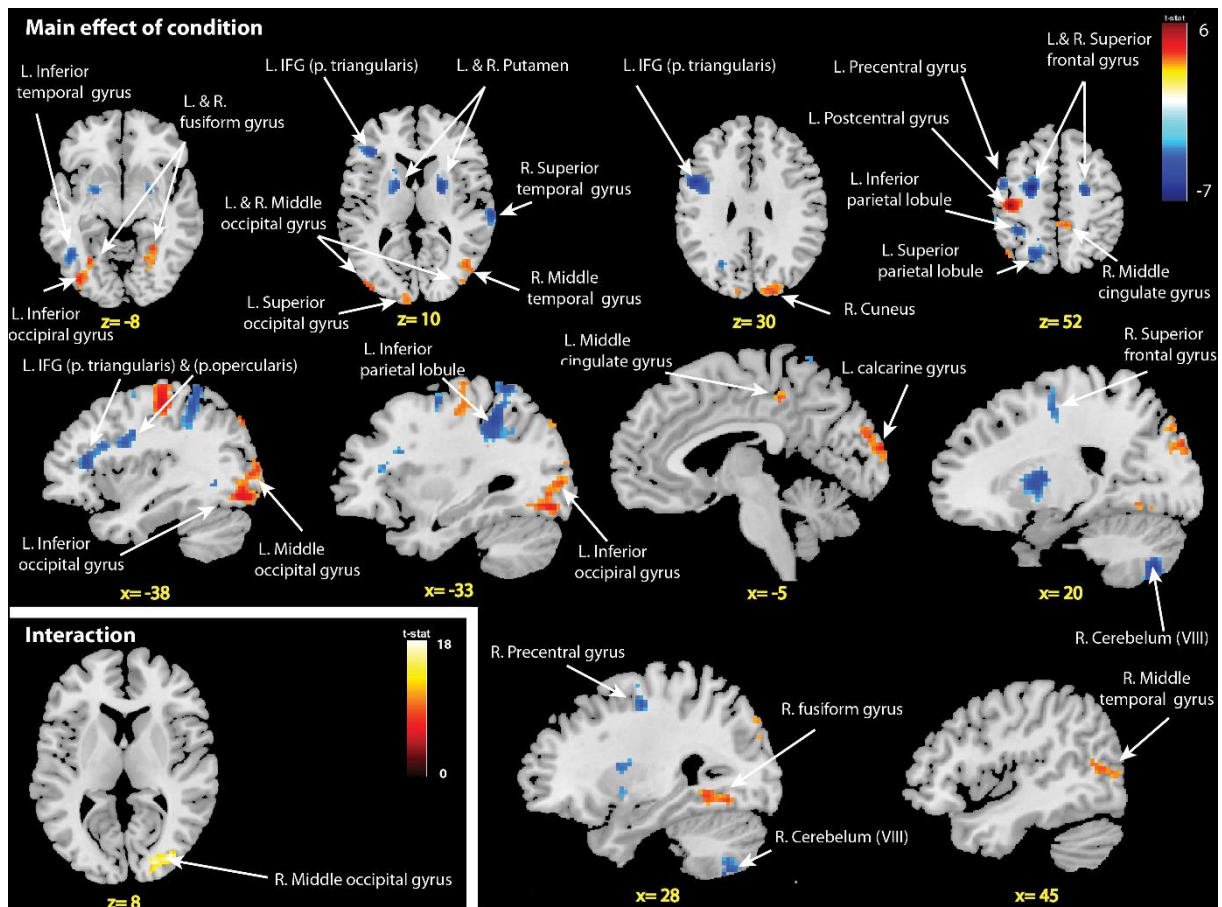 Main effect of condition
t-stat
6
-7
L. Inferior
temporal gyrus
L. & R.
fusiform gyrus
L. Inferior
occipiral gyrus
z= -8
L. IFG (p. triangularis)
L. & R. Putamen
R. Superior
temporal gyrus
L. & R. Middle
occipital gyrus
L. Superior
occipital gyrus
R. Middle
temporal gyrus
z= 10
L. IFG (p. triangularis)
R. Cuneus
z= 30
L. Precentral gyrus
L.& R. Superior
frontal gyrus
L. Postcentral gyrus
L. Inferior
parietal lobule
L. Superior
parietal lobule
R. Middle
cingulate gyrus
z= 52
L. IFG (p. triangularis) & (p.opercularis)
L. Inferior
occipital gyrus
L. Middle
occipital gyrus
x= -38
L. Inferior
parietal lobule
L. Inferior
occipiral gyrus
x= -33
L. Middle
cingulate gyrus
L. calcarine gyrus
x= -5
R. Superior
frontal gyrus
R. Cerebelum (VIII)
x= 20
Interaction
t-stat
18
0
R. Middle occipital gyrus
z= 8
R. Precentral gyrus
R. fusiform gyrus
R. Cerebelum (VIII)
x= 28
R. Middle
temporal gyrus
x= 45